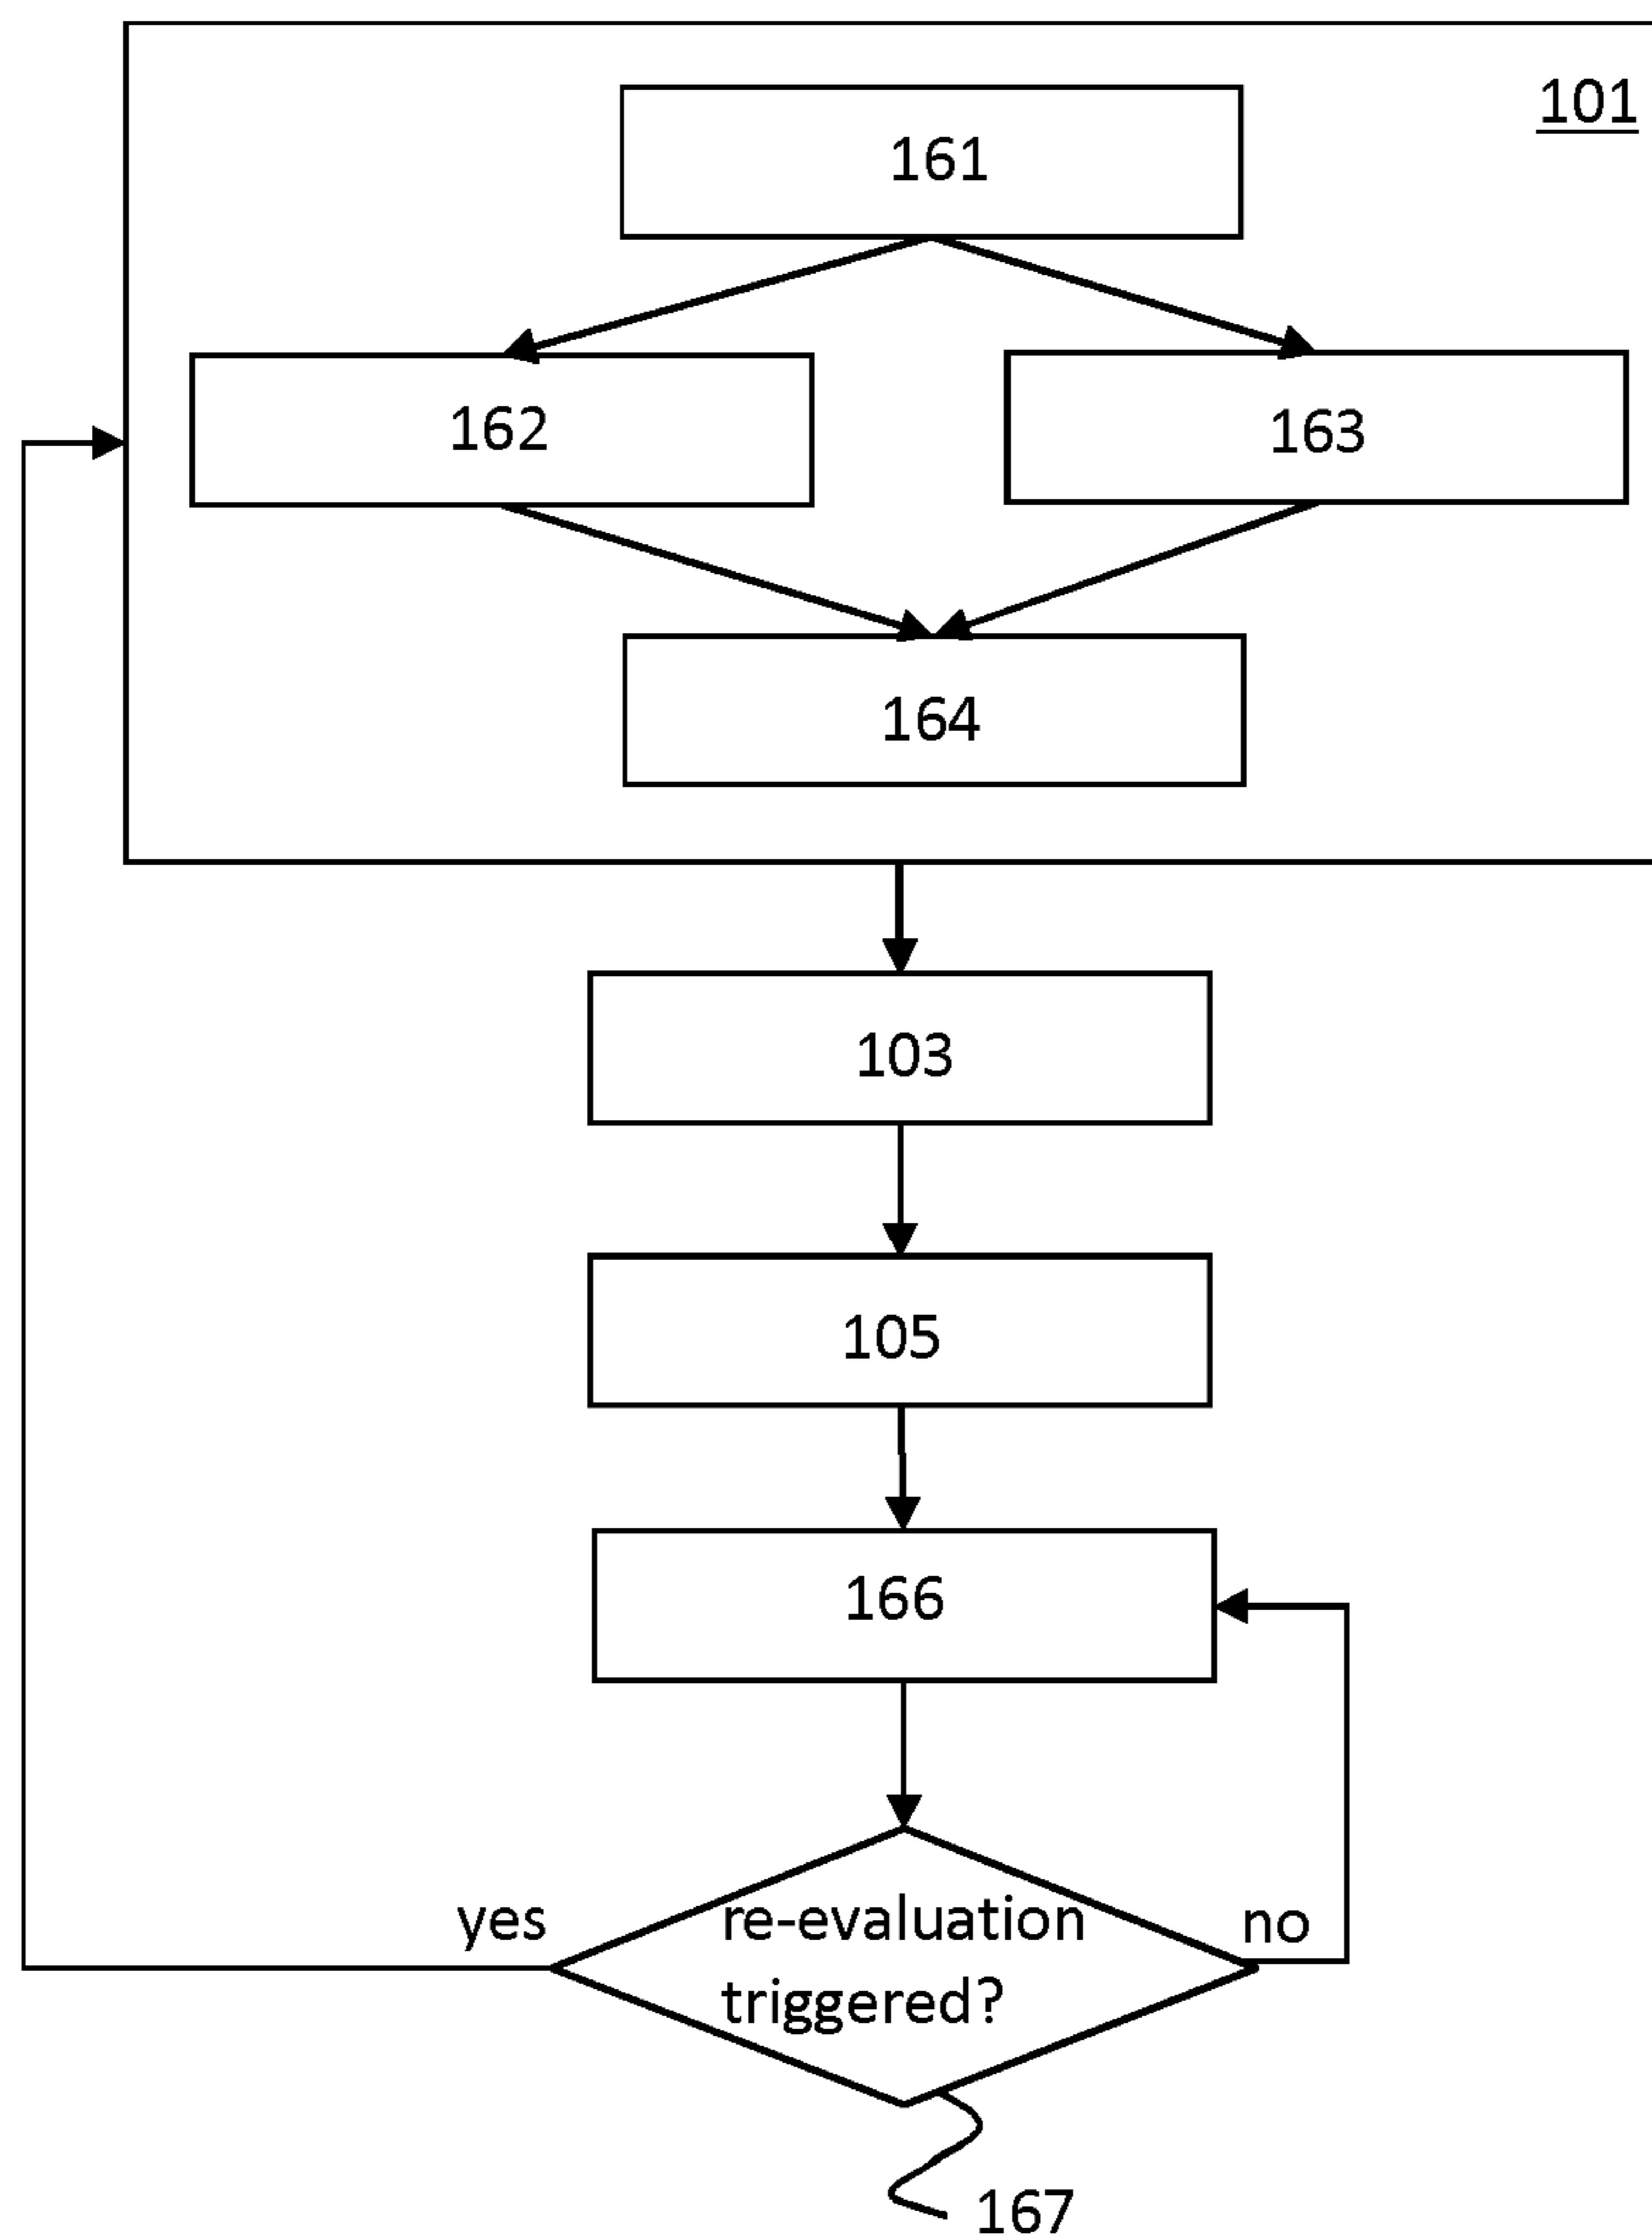 101
161
162
163
164
103
105
166
yes
re-evaluation
triggered?
no
167